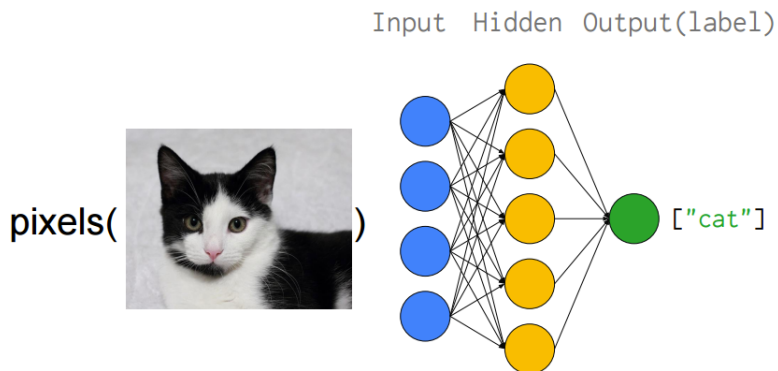 Input Hidden Output(label)
pixels( )
["cat"]